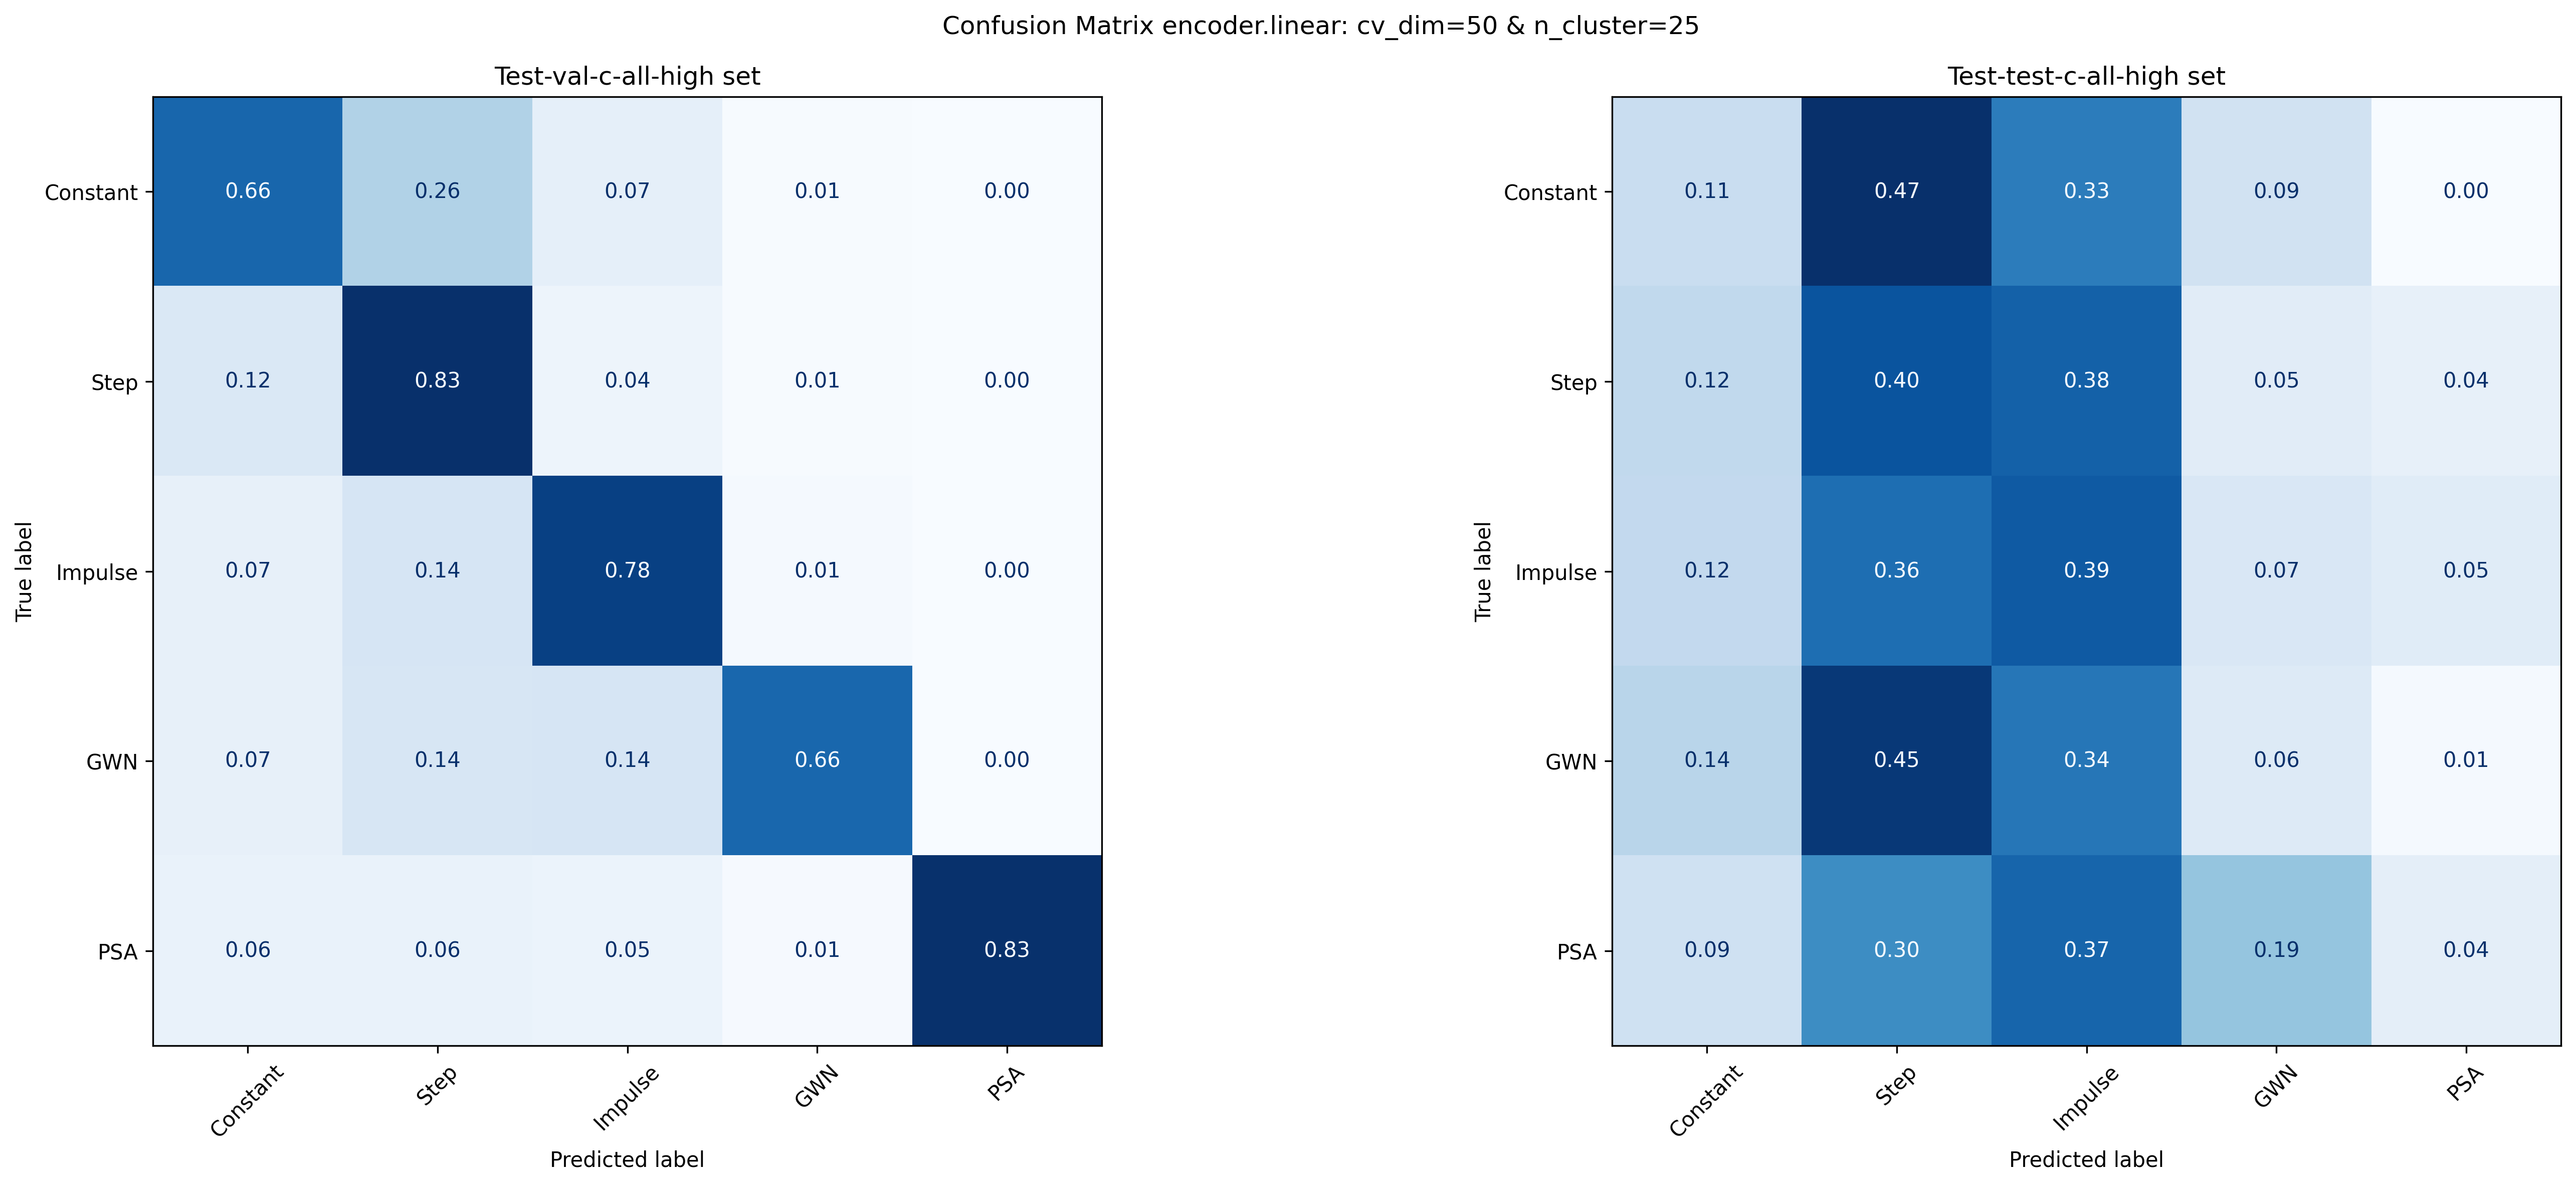 Confusion Matrix encoder.linear: cv_dim=50 & n_cluster=25
Test-val-c-all-high set
True label
Constant 0.66 0.26 0.07 0.01 0.00
Step 0.12 0.83 0.04 0.01 0.00
Impulse 0.07 0.14 0.78 0.01 0.00
GWN 0.07 0.14 0.14 0.66 0.00
PSA 0.06 0.06 0.05 0.01 0.83
Constant Step Impulse GWN PSA
Predicted label
Test-test-c-all-high set
True label
Constant 0.11 0.47 0.33 0.09 0.00
Step 0.12 0.40 0.38 0.05 0.04
Impulse 0.12 0.36 0.39 0.07 0.05
GWN 0.14 0.45 0.34 0.06 0.01
PSA 0.09 0.30 0.37 0.19 0.04
Constant Step Impulse GWN PSA
Predicted label